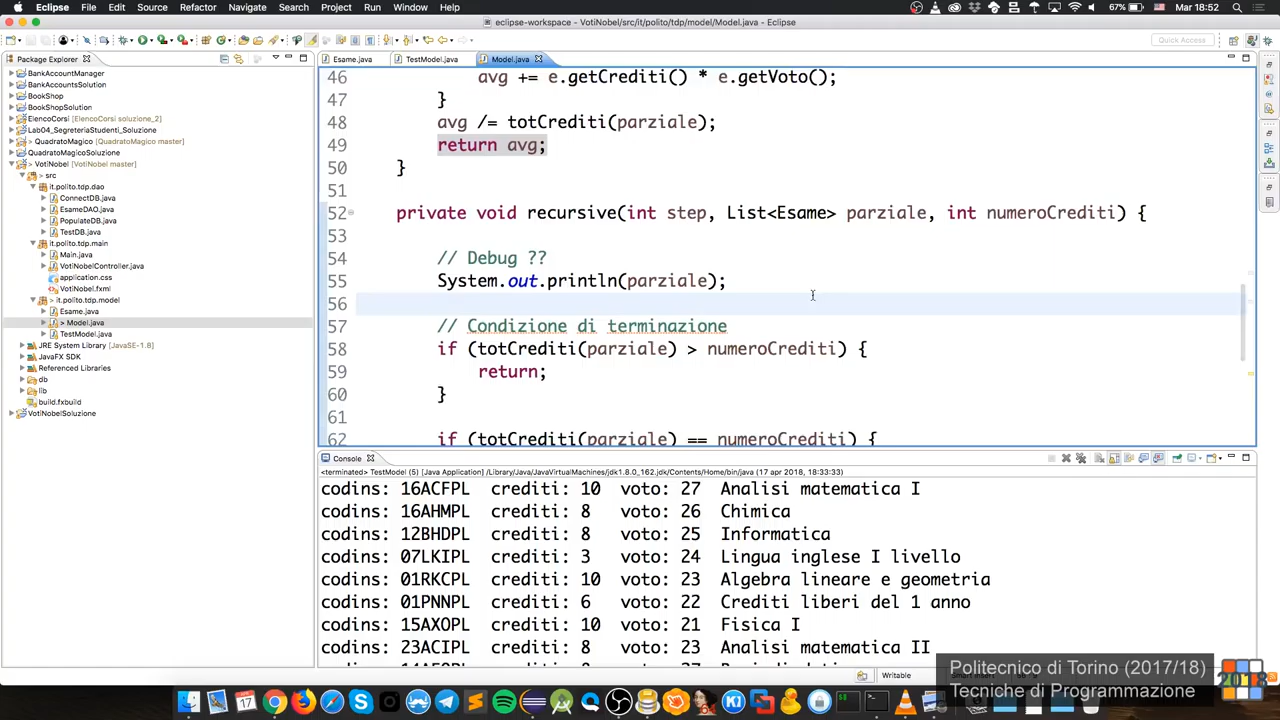 Eclipse File Edit Source Refactor Navigate Search Project Run Window Help 67% Mar 18:52
eclipse-workspace - VotiNobel/src/it/polito/tdp/model/Model.java - Eclipse
Quick Access
Package Explorer
Esame.java TestModel.java Model.java
BankAccountManager
BankAccountsSolution
BookShop
BookShopSolution
ElencoCorsi [ElencoCorsi soluzione_2]
Lab04_SegreteriaStudenti_Soluzione
> QuadratoMagico [QuadratoMagico master]
QuadratoMagicoSoluzione
> VotiNobel [VotiNobel master]
> src
it.polito.tdp.dao
ConnectDB.java
EsameDAO.java
PopulateDB.java
TestDB.java
it.polito.tdp.main
Main.java
VotiNobelController.java
application.css
VotiNobel.fxml
> it.polito.tdp.model
Esame.java
> Model.java
TestModel.java
JRE System Library [JavaSE-1.8]
JavaFX SDK
Referenced Libraries
db
lib
build.fxbuild
VotiNobelSoluzione
46 avg += e.getCrediti() * e.getVoto();
47 }
48 avg /= totCrediti(parziale);
49 return avg;
50 }
51
52 private void recursive(int step, List<Esame> parziale, int numeroCrediti) {
53
54 // Debug ??
55 System.out.println(parziale);
56
57 // Condizione di terminazione
58 if (totCrediti(parziale) > numeroCrediti) {
59 return;
60 }
61
62 if (totCrediti(parziale) == numeroCrediti) {
Console
<terminated> TestModel (5) [Java Application] /Library/Java/JavaVirtualMachines/jdk1.8.0_162.jdk/Contents/Home/bin/java (17 apr 2018, 18:33:33)
codins: 16ACFPL crediti: 10 voto: 27 Analisi matematica I
codins: 16AHMPL crediti: 8 voto: 26 Chimica
codins: 12BHDPL crediti: 8 voto: 25 Informatica
codins: 07LKIPL crediti: 3 voto: 24 Lingua inglese I livello
codins: 01RKCPL crediti: 10 voto: 23 Algebra lineare e geometria
codins: 01PNNPL crediti: 6 voto: 22 Crediti liberi del 1 anno
codins: 15AXOPL crediti: 10 voto: 21 Fisica I
codins: 23ACIPL crediti: 8 voto: 23 Analisi matematica II
Writable
Politecnico di Torino (2017/18)
Tecniche di Programmazione
2018